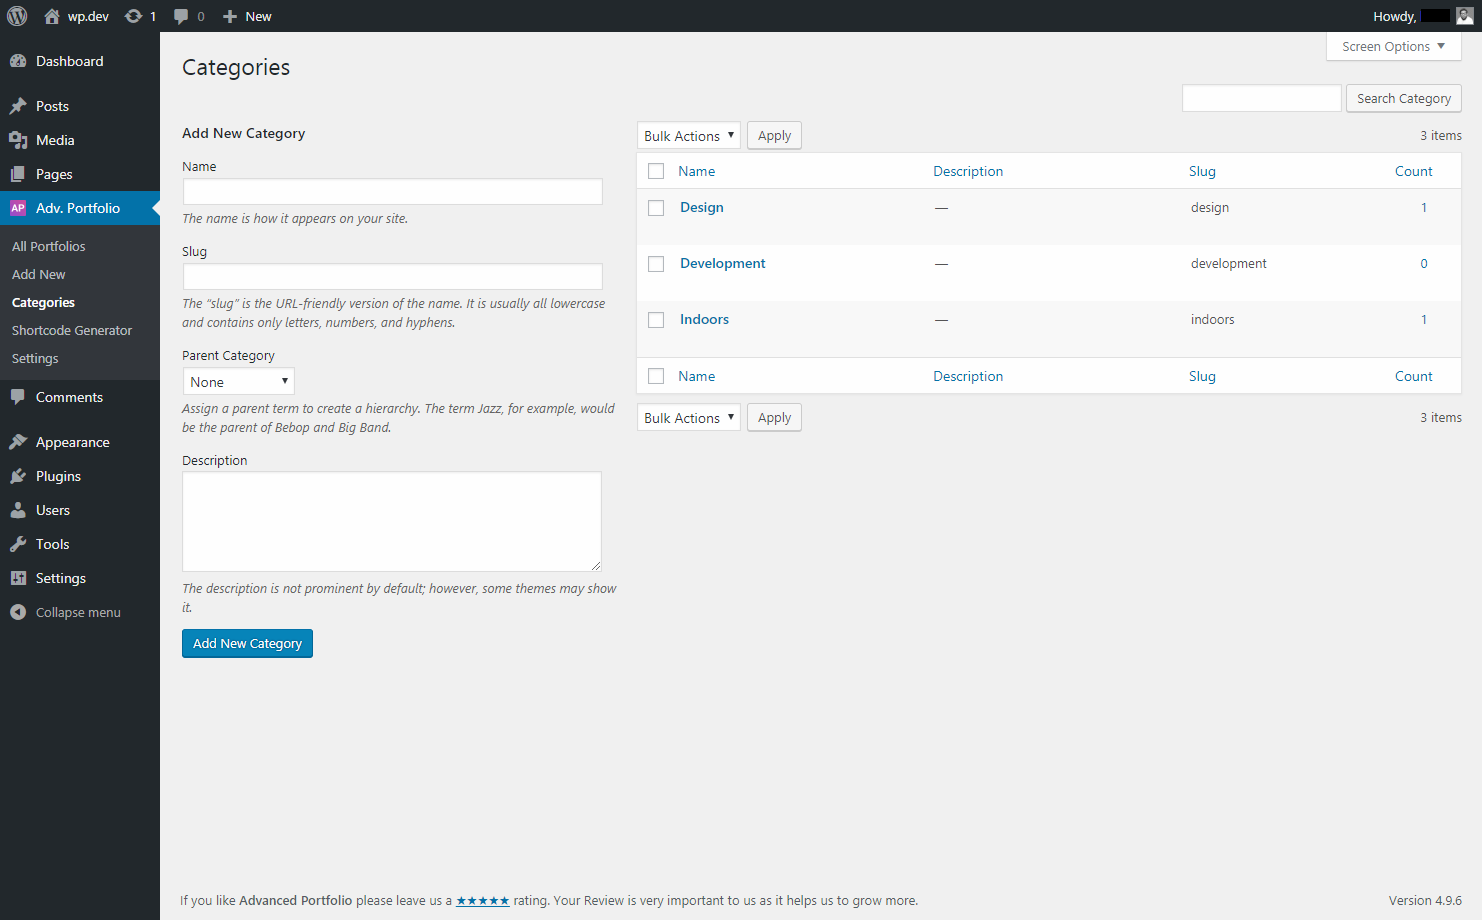 wp.dev 1 0 New Howdy,
Screen Options
Dashboard
Posts
Media
Pages
AP Adv. Portfolio
All Portfolios
Add New
Categories
Shortcode Generator
Settings
Comments
Appearance
Plugins
Users
Tools
Settings
Collapse menu
Categories
Search Category
Add New Category
Name
The name is how it appears on your site.
Slug
The “slug” is the URL-friendly version of the name. It is usually all lowercase
and contains only letters, numbers, and hyphens.
Parent Category
None
Assign a parent term to create a hierarchy. The term Jazz, for example, would
be the parent of Bebop and Big Band.
Description
The description is not prominent by default; however, some themes may show
it.
Add New Category
Bulk Actions Apply 3 items
Name Description Slug Count
Design — design 1
Development — development 0
Indoors — indoors 1
Name Description Slug Count
Bulk Actions Apply 3 items
If you like Advanced Portfolio please leave us a ★★★★★ rating. Your Review is very important to us as it helps us to grow more. Version 4.9.6